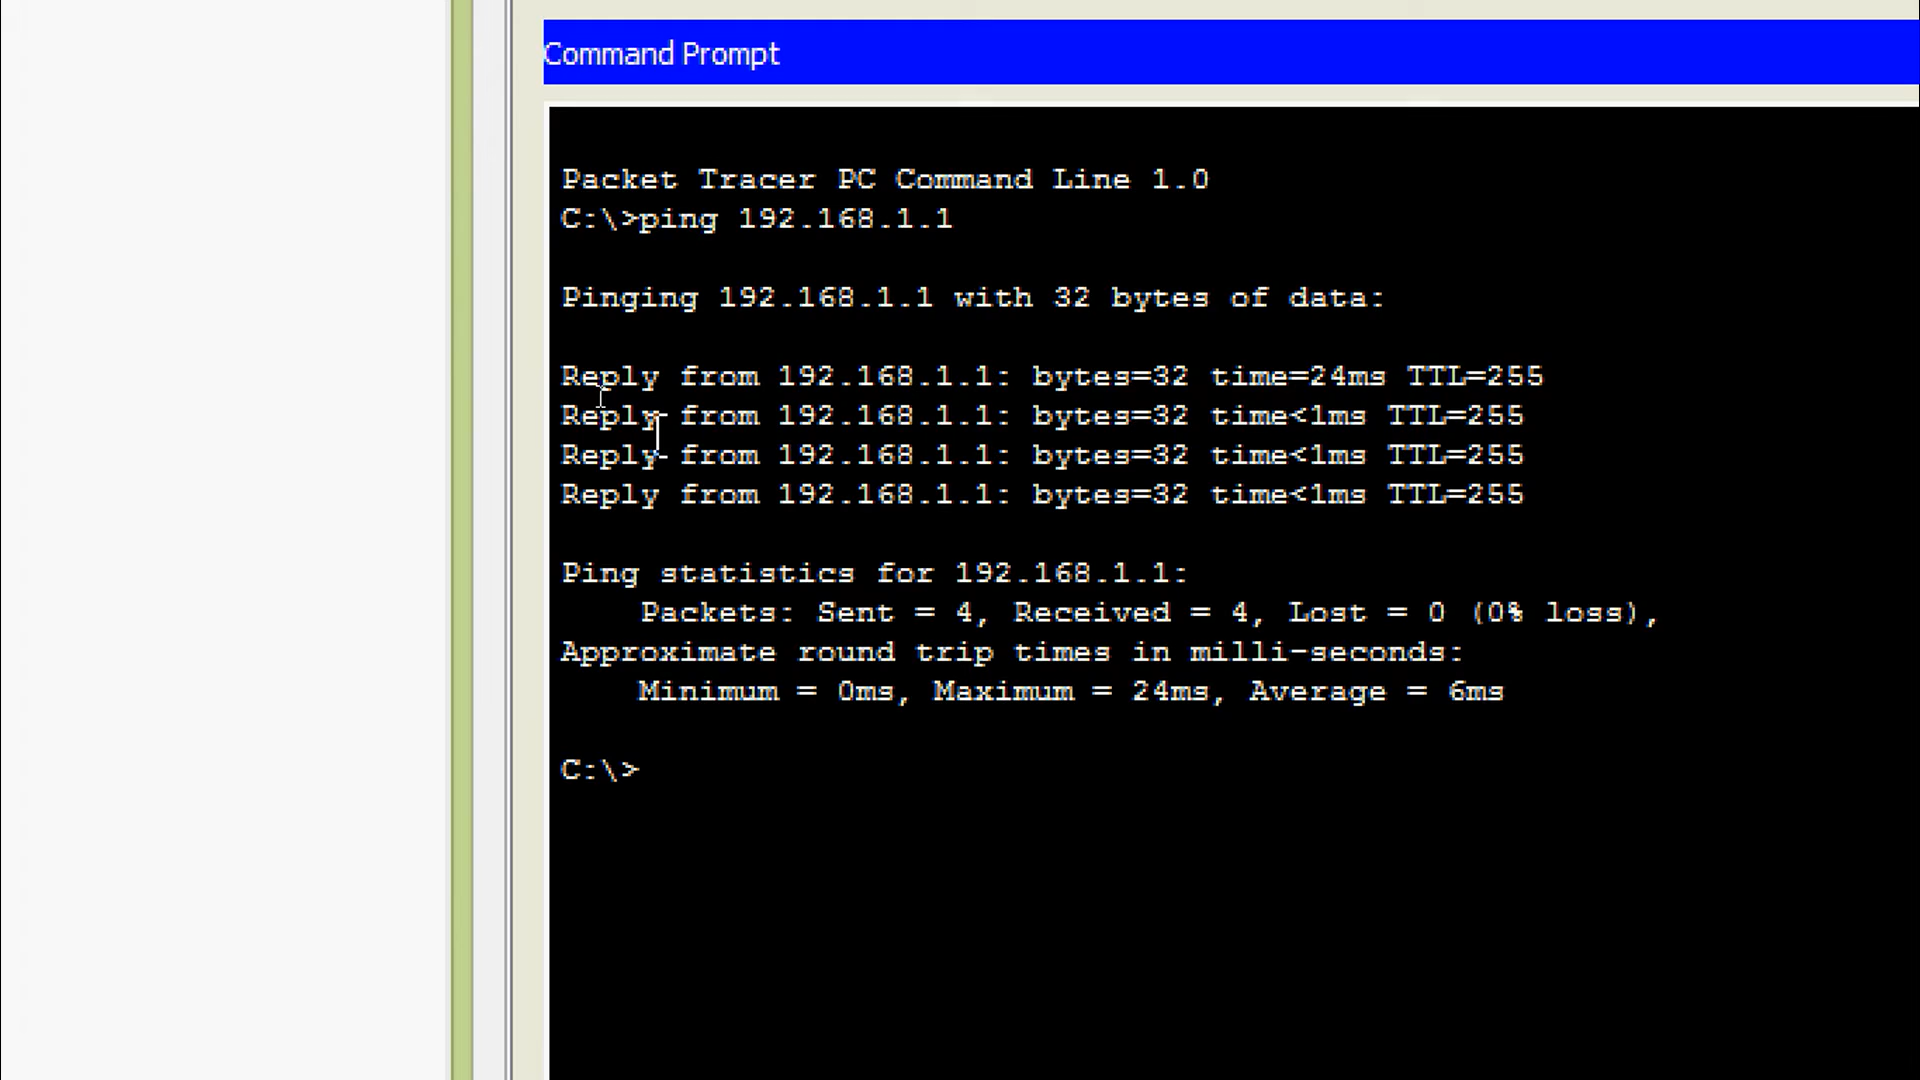 Command Prompt
Packet Tracer PC Command Line 1.0
C:\>ping 192.168.1.1
Pinging 192.168.1.1 with 32 bytes of data:
Reply from 192.168.1.1: bytes=32 time=24ms TTL=255
Reply from 192.168.1.1: bytes=32 time<1ms TTL=255
Reply from 192.168.1.1: bytes=32 time<1ms TTL=255
Reply from 192.168.1.1: bytes=32 time<1ms TTL=255
Ping statistics for 192.168.1.1:
Packets: Sent = 4, Received = 4, Lost = 0 (0% loss),
Approximate round trip times in milli-seconds:
Minimum = 0ms, Maximum = 24ms, Average = 6ms
C:\>